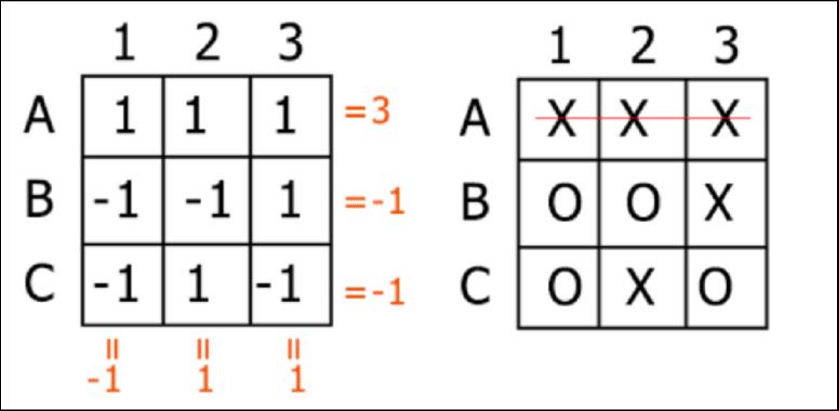 1 2 3
A 1 1 1 =3
B -1 -1 1 =-1
C -1 1 -1 =-1
= = =
-1 1 1
1 2 3
A X X X
B O O X
C O X O